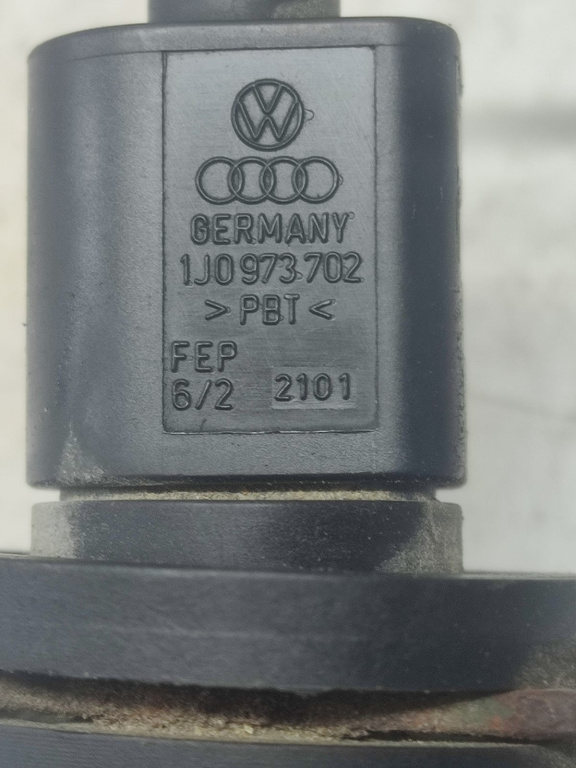 GERMANY
1J0 973 702
> PBT <
FEP
6/2 2101